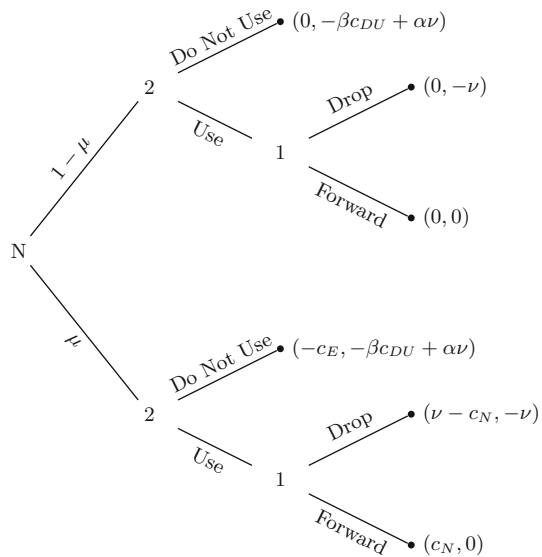 Do Not Use
(0, −βc_{DU} + αν)
2
Drop
(0, −ν)
Use
1
1 − μ
Forward
(0, 0)
N
μ
Do Not Use
(−c_E, −βc_{DU} + αν)
2
Drop
(ν − c_N, −ν)
Use
1
Forward
(c_N, 0)